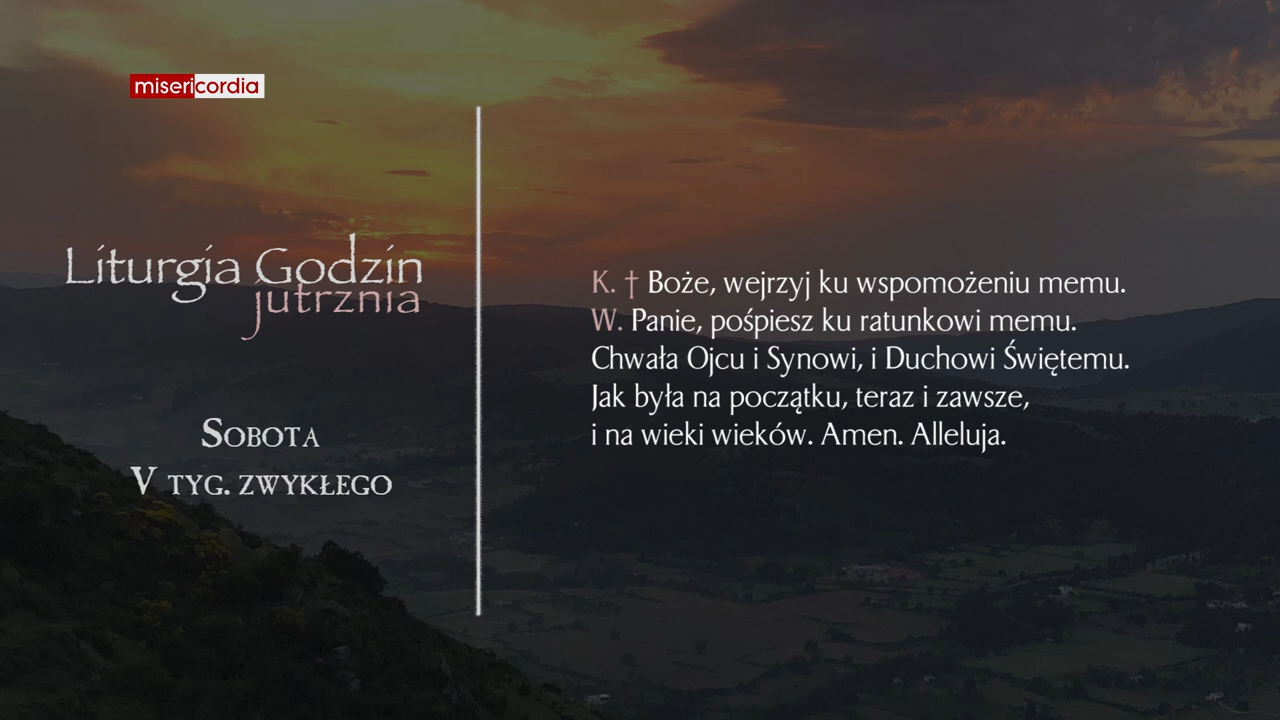 misericordia
Liturgia Godzin
jutrznia
Sobota
V tyg. zwykłego
K. † Boże, wejrzyj ku wspomożeniu memu.
W. Panie, pośpiesz ku ratunkowi memu.
Chwała Ojcu i Synowi, i Duchowi Świętemu.
Jak była na początku, teraz i zawsze,
i na wieki wieków. Amen. Alleluja.